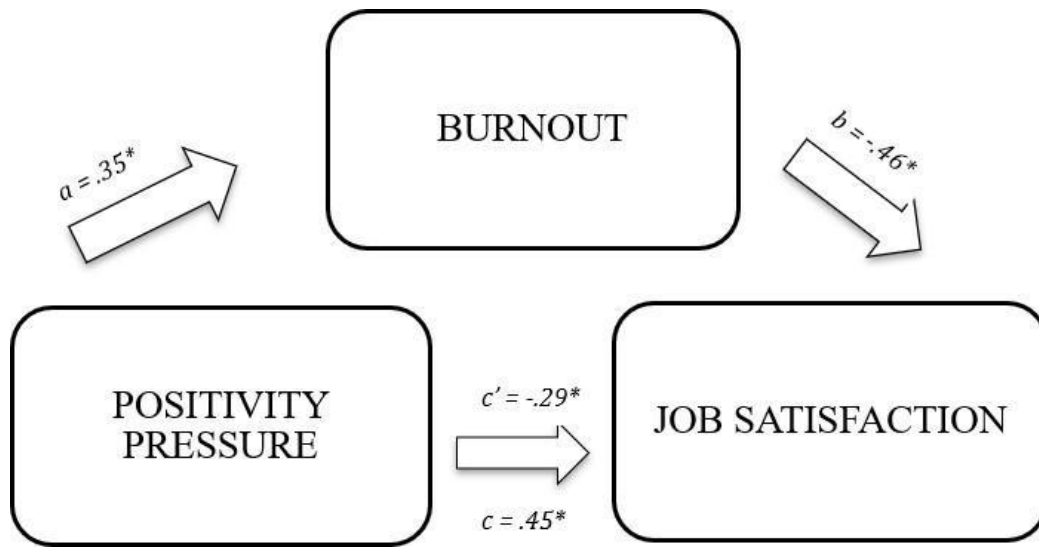 BURNOUT
a = .35*
b = -.46*
POSITIVITY
PRESSURE
c’ = -.29*
c = .45*
JOB SATISFACTION